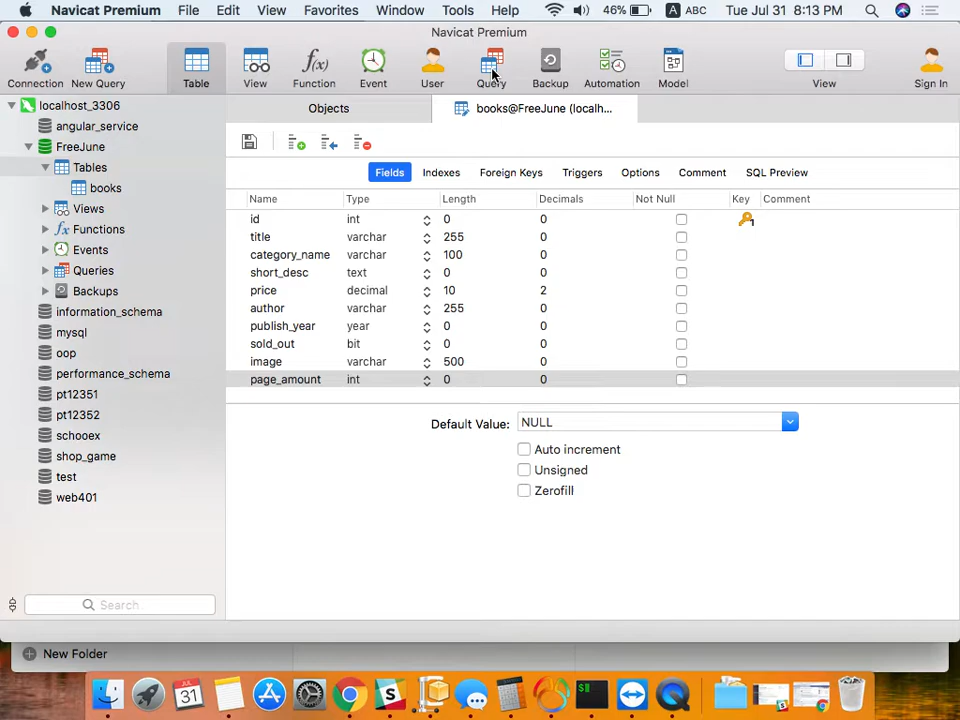 Navicat Premium File Edit View Favorites Window Tools Help 46% A ABC Tue Jul 31 8:13 PM
Navicat Premium
Connection New Query Table View Function Event User Query Backup Automation Model View Sign In
localhost_3306
angular_service
FreeJune
Tables
books
Views
Functions
Events
Queries
Backups
information_schema
mysql
oop
performance_schema
pt12351
pt12352
schooex
shop_game
test
web401
Search
Objects books@FreeJune (localh...
Fields Indexes Foreign Keys Triggers Options Comment SQL Preview
Name Type Length Decimals Not Null Key Comment
id int 0 0 1
title varchar 255 0
category_name varchar 100 0
short_desc text 0 0
price decimal 10 2
author varchar 255 0
publish_year year 0 0
sold_out bit 0 0
image varchar 500 0
page_amount int 0 0
Default Value: NULL
Auto increment
Unsigned
Zerofill
New Folder